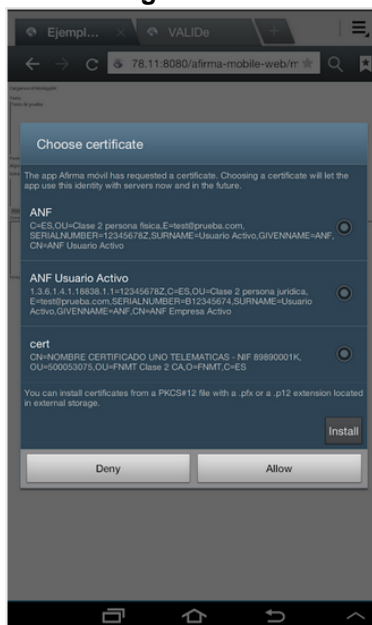 Ejempl...
VALIDe
78.11:8080/afirma-mobile-web/m
Choose certificate
The app Afirma móvil has requested a certificate. Choosing a certificate will let the
app use this identity with servers now and in the future.
ANF
C=ES,OU=Clase 2 persona física,E=test@prueba.com,
SERIALNUMBER=12345678Z,SURNAME=Usuario Activo,GIVENNAME=ANF,
CN=ANF Usuario Activo
ANF Usuario Activo
1.3.6.1.4.1.18838.1.1=12345678Z,C=ES,OU=Clase 2 persona jurídica,
E=test@prueba.com,SERIALNUMBER=B12345674,SURNAME=Usuario
Activo,GIVENNAME=ANF,CN=ANF Empresa Activo
cert
CN=NOMBRE CERTIFICADO UNO TELEMATICAS - NIF 89890001K,
OU=500053075,OU=FNMT Clase 2 CA,O=FNMT,C=ES
You can install certificates from a PKCS#12 file with a .pfx or a .p12 extension located
in external storage.
Install
Deny
Allow